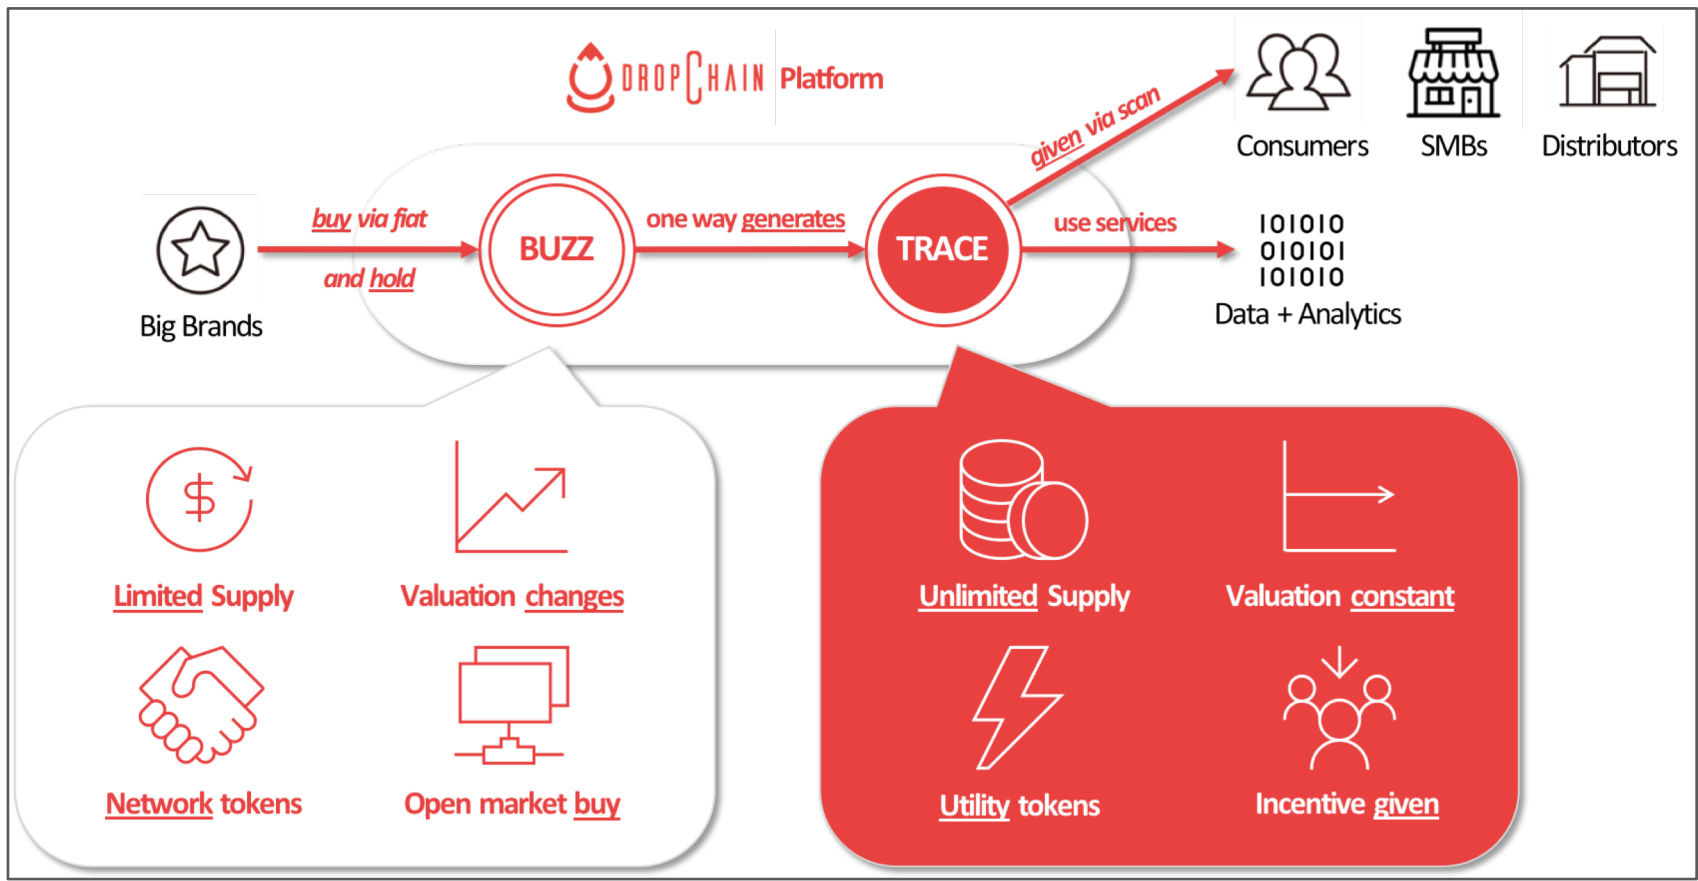 DROPCHAIN Platform
given via scan
Consumers
SMBs
Distributors
buy via fiat
and hold
BUZZ
one way generates
TRACE
use services
101010
010101
101010
Big Brands
Data + Analytics
$
Limited Supply
Valuation changes
Unlimited Supply
Valuation constant
Network tokens
Open market buy
Utility tokens
Incentive given